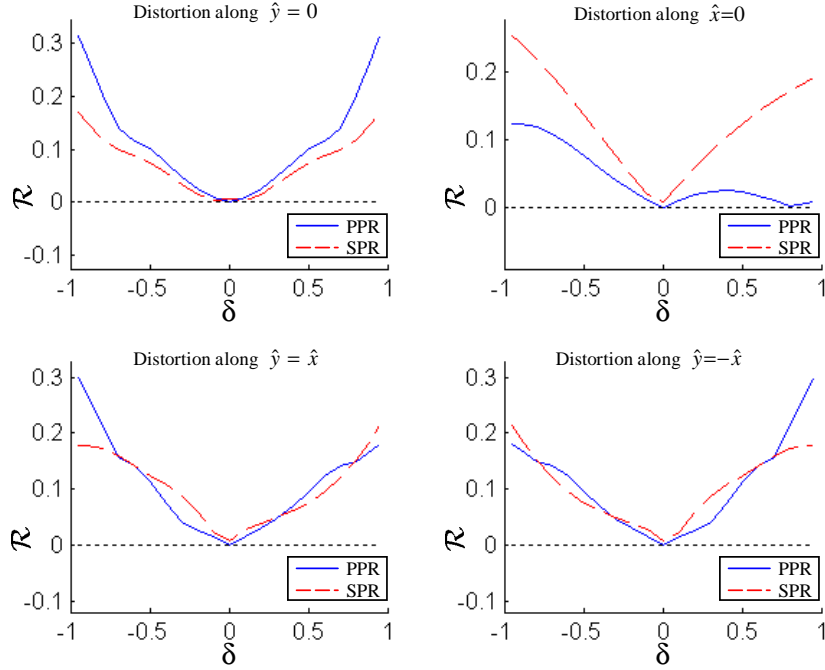 Distortion along ŷ = 0
0.3
0.2
0.1
0
-0.1
ℛ
PPR
SPR
-1 -0.5 0 0.5 1
δ
Distortion along x̂=0
0.2
0.1
0
ℛ
PPR
SPR
-1 -0.5 0 0.5 1
δ
Distortion along ŷ = x̂
0.3
0.2
0.1
0
-0.1
ℛ
PPR
SPR
-1 -0.5 0 0.5 1
δ
Distortion along ŷ=−x̂
0.3
0.2
0.1
0
-0.1
ℛ
PPR
SPR
-1 -0.5 0 0.5 1
δ